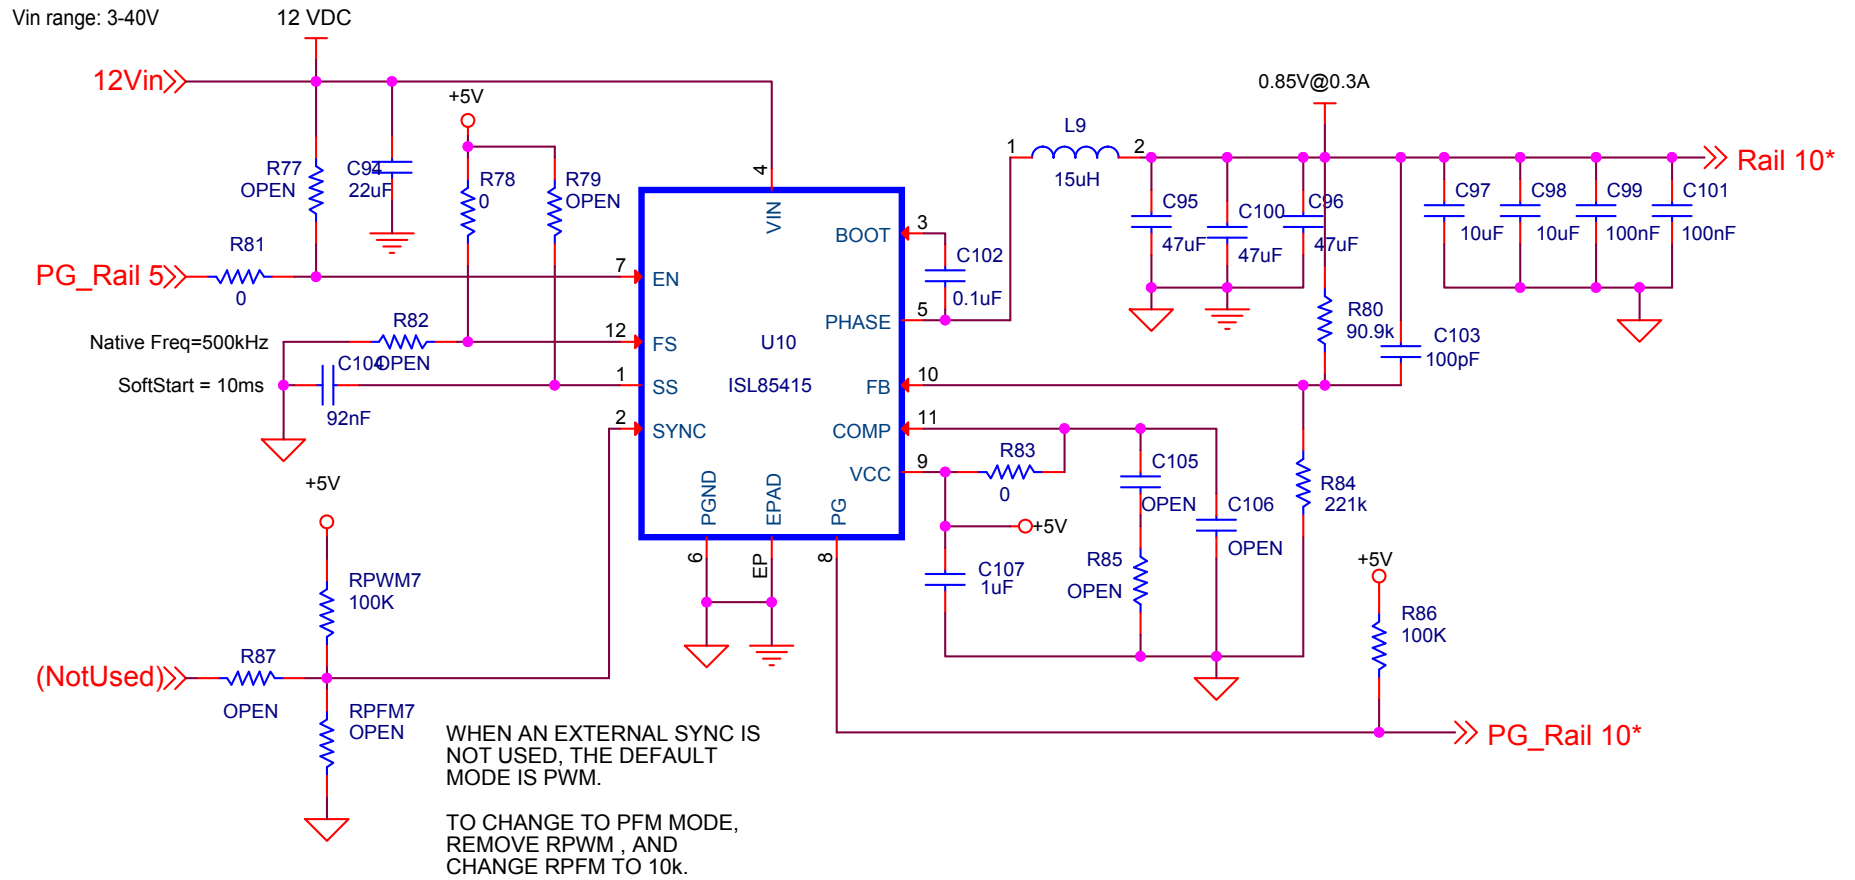 Vin range: 3-40V
12 VDC
12Vin
+5V
0.85V@0.3A
R77
OPEN
C94
22uF
R78
0
R79
OPEN
4
VIN
L9
1
2
15uH
Rail 10*
C95
47uF
C100
47uF
C96
47uF
C97
10uF
C98
10uF
C99
100nF
C101
100nF
R81
0
PG_Rail 5
7
EN
BOOT
3
C102
0.1uF
PHASE
5
R80
90.9k
C103
100pF
Native Freq=500kHz
R82
OPEN
12
FS
U10
ISL85415
SoftStart = 10ms
C104
92nF
1
SS
FB
10
2
SYNC
COMP
11
VCC
9
R83
0
C105
OPEN
C106
OPEN
R84
221k
+5V
PGND
EPAD
PG
6
EP
8
+5V
C107
1uF
R85
OPEN
+5V
R86
100K
RPWM7
100K
(NotUsed)
R87
OPEN
RPFM7
OPEN
PG_Rail 10*
WHEN AN EXTERNAL SYNC IS
NOT USED, THE DEFAULT
MODE IS PWM.
TO CHANGE TO PFM MODE,
REMOVE RPWM , AND
CHANGE RPFM TO 10k.